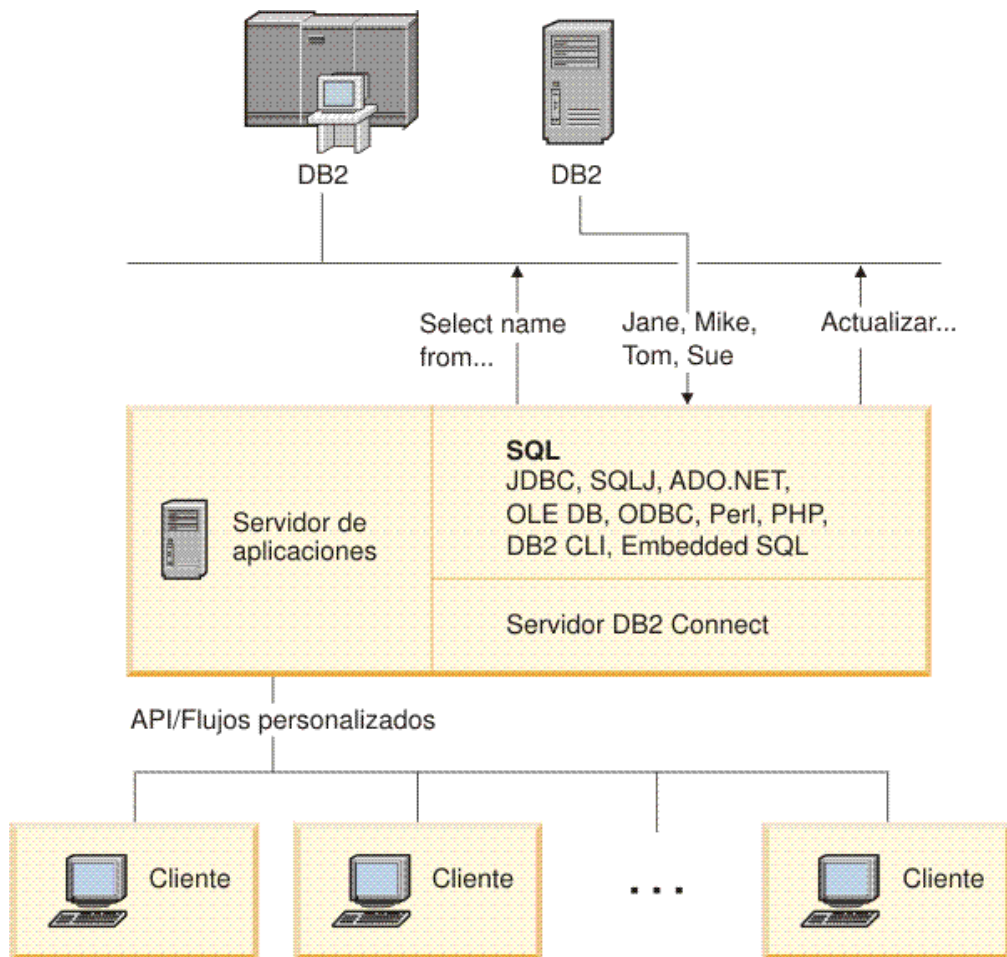 DB2
DB2
Select name
from...
Jane, Mike,
Tom, Sue
Actualizar...
Servidor de
aplicaciones
SQL
JDBC, SQLJ, ADO.NET,
OLE DB, ODBC, Perl, PHP,
DB2 CLI, Embedded SQL
Servidor DB2 Connect
API/Flujos personalizados
Cliente
Cliente
...
Cliente